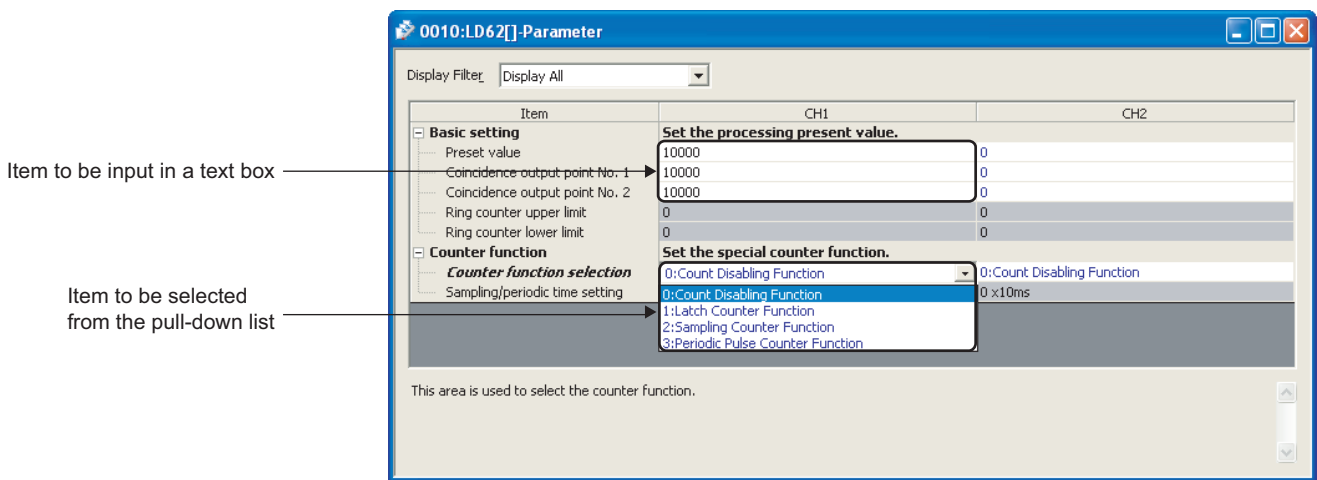 0010:LD62[]-Parameter
Display Filter Display All
Item CH1 CH2
Basic setting Set the processing present value.
Preset value 10000 0
Item to be input in a text box
Coincidence output point No. 1 10000 0
Coincidence output point No. 2 10000 0
Ring counter upper limit 0 0
Ring counter lower limit 0 0
Counter function Set the special counter function.
Counter function selection 0:Count Disabling Function 0:Count Disabling Function
Sampling/periodic time setting 0:Count Disabling Function 0 x10ms
Item to be selected
from the pull-down list
1:Latch Counter Function
2:Sampling Counter Function
3:Periodic Pulse Counter Function
This area is used to select the counter function.